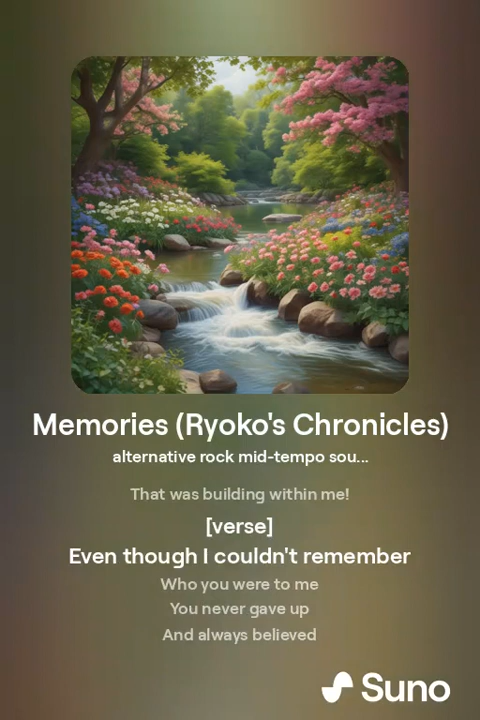 Memories (Ryoko's Chronicles)
alternative rock mid-tempo sou...
That was building within me!
[verse]
Even though I couldn't remember
Who you were to me
You never gave up
And always believed
Suno